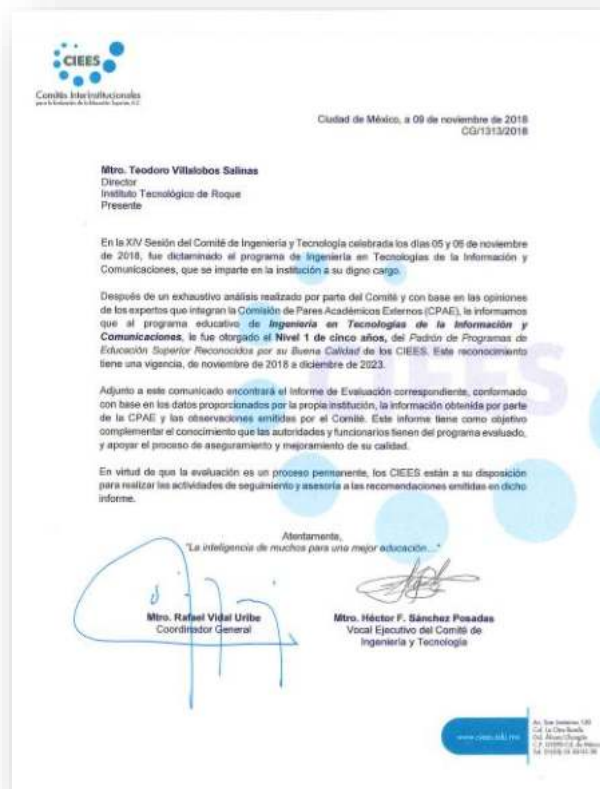 CIEES
Comités Interinstitucionales
para la Evaluación de la Educación Superior, A.C.
Ciudad de México, a 09 de noviembre de 2018
CG/1313/2018
Mtro. Teodoro Villalobos Salinas
Director
Instituto Tecnológico de Roque
Presente
En la XIV Sesión del Comité de Ingeniería y Tecnología celebrada los días 05 y 06 de noviembre
de 2018, fue dictaminado el programa de Ingeniería en Tecnologías de la Información y
Comunicaciones, que se imparte en la institución a su digno cargo.
Después de un exhaustivo análisis realizado por parte del Comité y con base en las opiniones
de los expertos que integran la Comisión de Pares Académicos Externos (CPAE), le informamos
que al programa educativo de Ingeniería en Tecnologías de la Información y
Comunicaciones, le fue otorgado el Nivel 1 de cinco años, del Padrón de Programas de
Educación Superior Reconocidos por su Buena Calidad de los CIEES. Este reconocimiento
tiene una vigencia, de noviembre de 2018 a diciembre de 2023.
Adjunto a este comunicado encontrará el Informe de Evaluación correspondiente, conformado
con base en los datos proporcionados por la propia institución, la información obtenida por parte
de la CPAE y las observaciones emitidas por el Comité. Este informe tiene como objetivo
complementar el conocimiento que las autoridades y funcionarios tienen del programa evaluado,
y apoyar el proceso de aseguramiento y mejoramiento de su calidad.
En virtud de que la evaluación es un proceso permanente, los CIEES están a su disposición
para realizar las actividades de seguimiento y asesoría a las recomendaciones emitidas en dicho
informe.
Atentamente,
"La inteligencia de muchos para una mejor educación..."
Mtro. Rafael Vidal Uribe
Coordinador General
Mtro. Héctor F. Sánchez Posadas
Vocal Ejecutivo del Comité de
Ingeniería y Tecnología
www.ciees.edu.mx